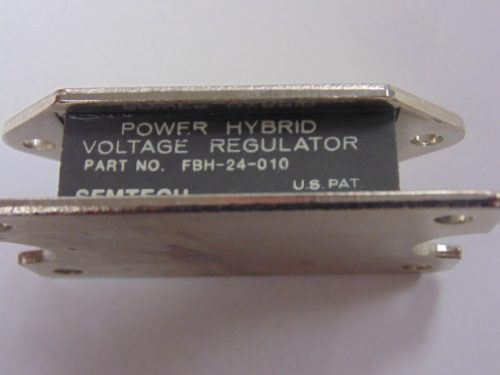 POWER HYBRID
VOLTAGE REGULATOR
PART NO. FBH-24-010
SEMTECH
U.S. PAT.